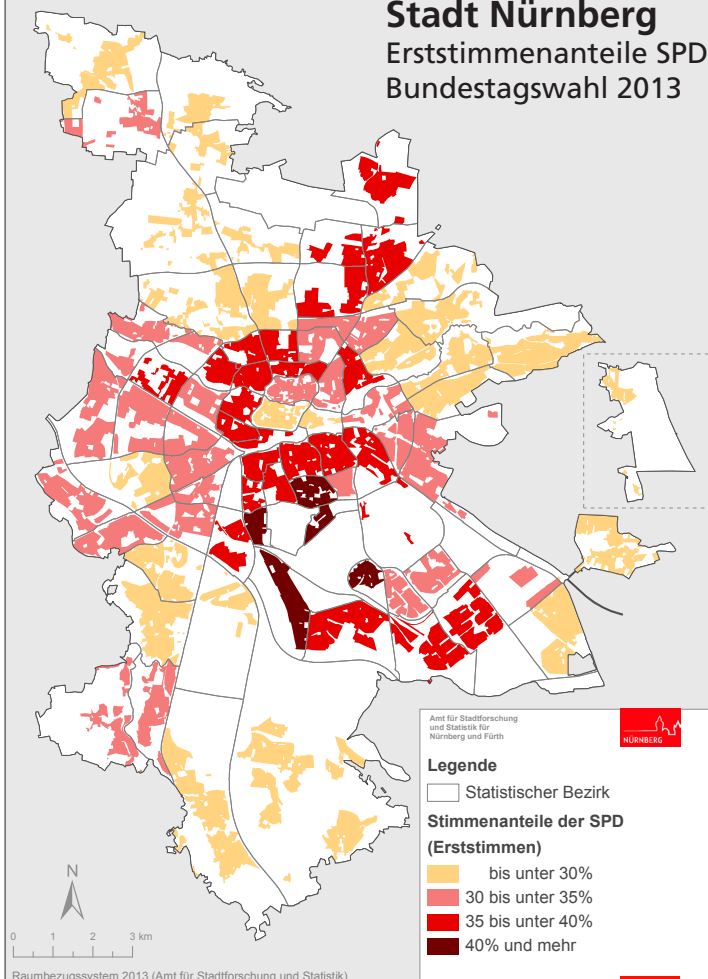 Stadt Nürnberg
Erststimmenanteile SPD
Bundestagswahl 2013
Amt für Stadtforschung
und Statistik für
Nürnberg und Fürth
NÜRNBERG
Legende
Statistischer Bezirk
Stimmenanteile der SPD
(Erststimmen)
bis unter 30%
30 bis unter 35%
35 bis unter 40%
40% und mehr
N
0 1 2 3 km
Raumbezugssystem 2013 (Amt für Stadtforschung und Statistik)